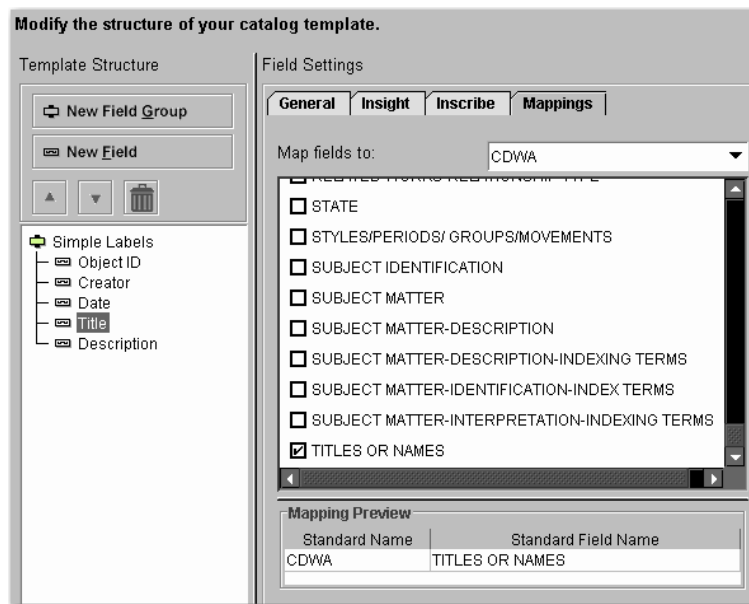 Modify the structure of your catalog template.
Template Structure
New Field Group
New Field
Simple Labels
Object ID
Creator
Date
Title
Description
Field Settings
General Insight Inscribe Mappings
Map fields to: CDWA
STATE
STYLES/PERIODS/ GROUPS/MOVEMENTS
SUBJECT IDENTIFICATION
SUBJECT MATTER
SUBJECT MATTER-DESCRIPTION
SUBJECT MATTER-DESCRIPTION-INDEXING TERMS
SUBJECT MATTER-IDENTIFICATION-INDEX TERMS
SUBJECT MATTER-INTERPRETATION-INDEXING TERMS
TITLES OR NAMES
Mapping Preview
Standard Name Standard Field Name
CDWA TITLES OR NAMES